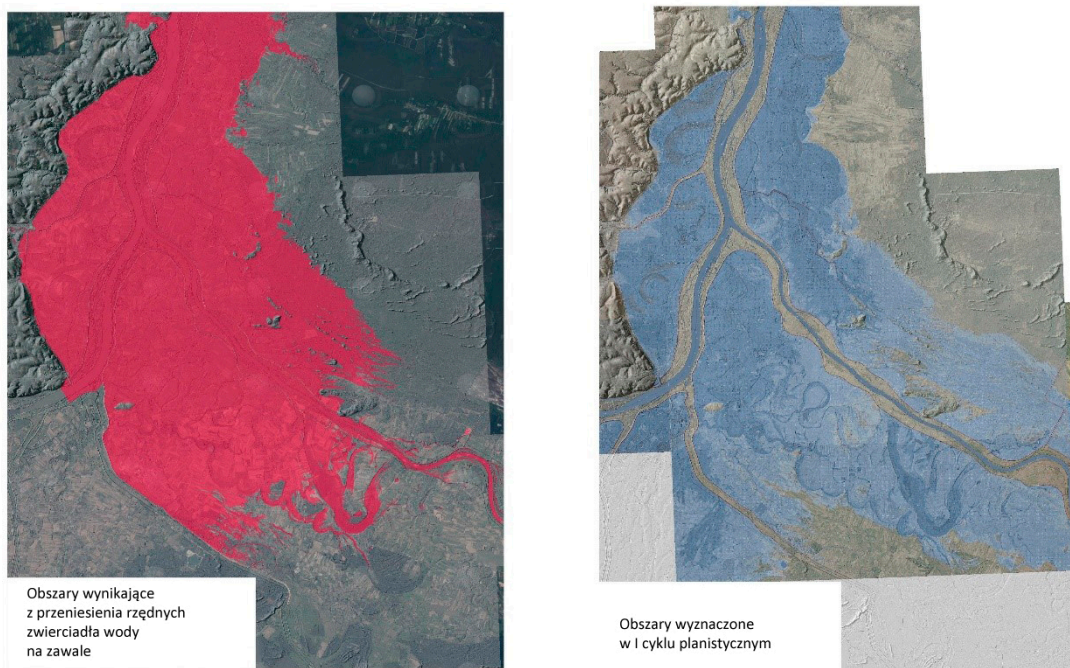 Obszary wynikające
z przeniesienia rzędnych
zwierciadła wody
na zawale
Obszary wyznaczone
w I cyklu planistycznym